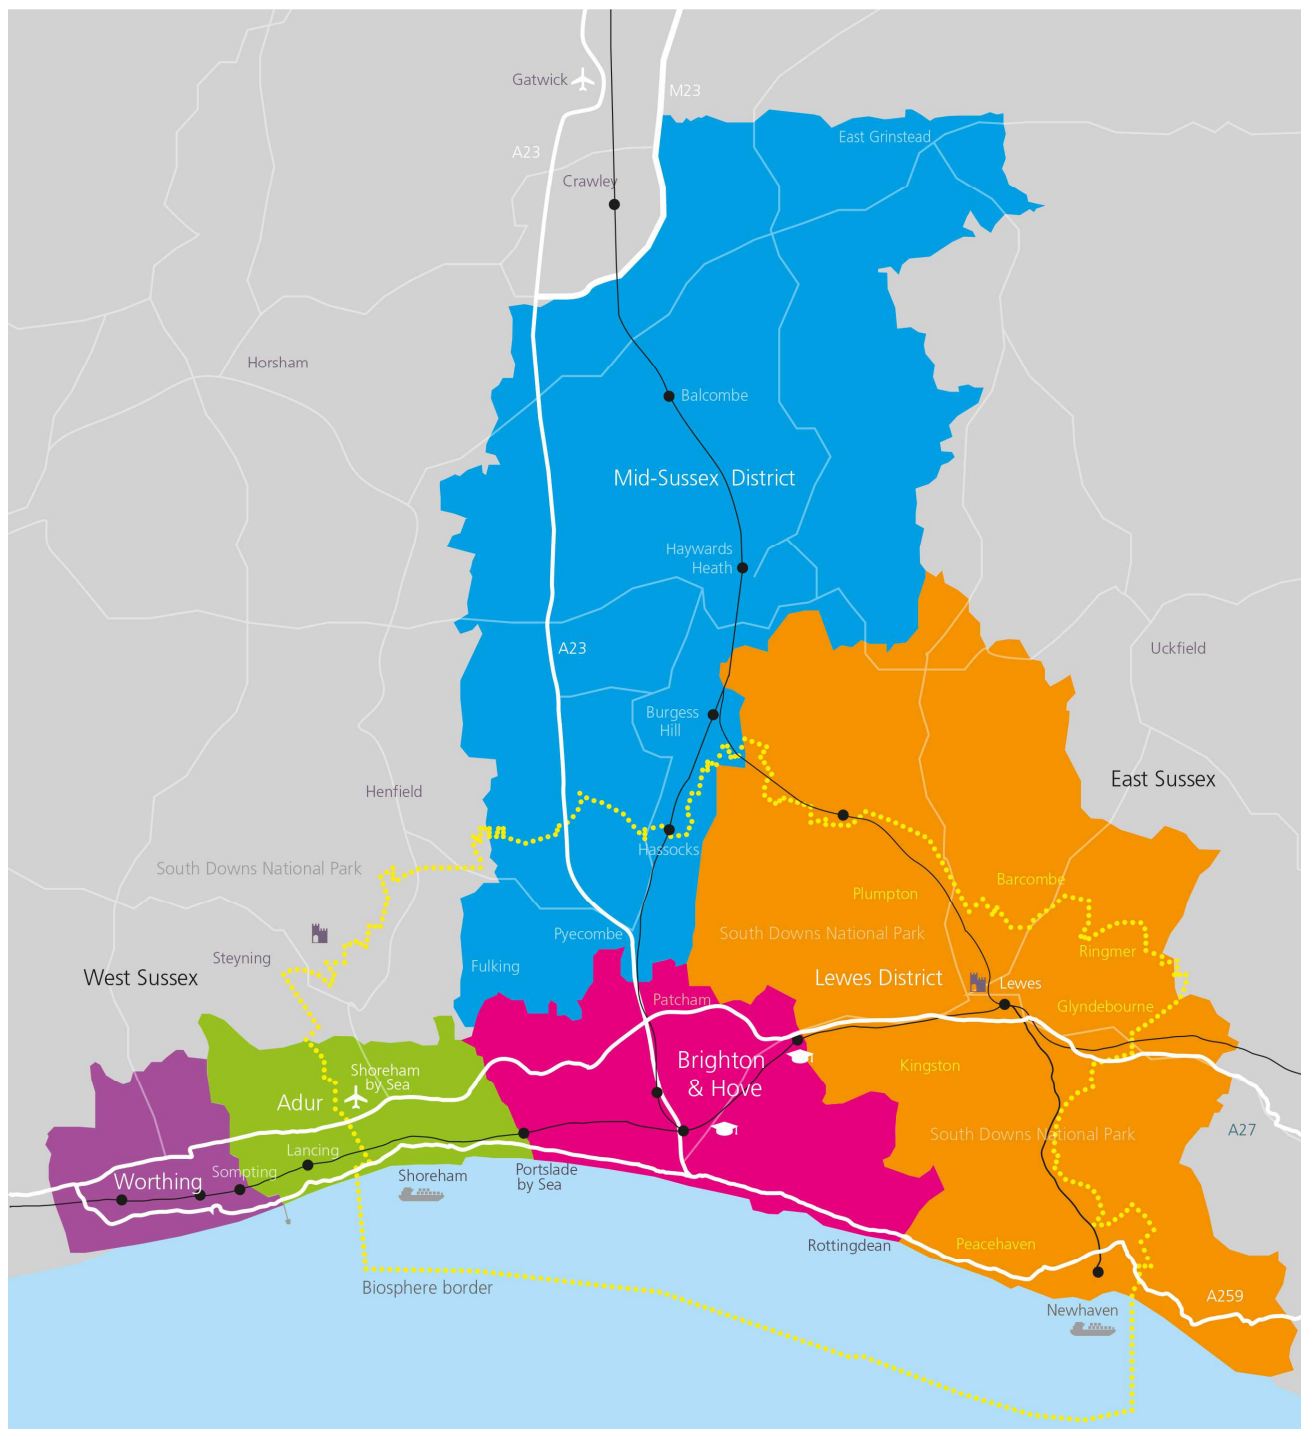 Gatwick
M23
East Grinstead
A23
Crawley
Horsham
Balcombe
Mid-Sussex District
Haywards
Heath
A23
Uckfield
Burgess
Hill
East Sussex
Henfield
Hassocks
South Downs National Park
Barcombe
Plumpton
Pyecombe
South Downs National Park
Ringmer
Steyning
Fulking
West Sussex
Lewes District
Lewes
Patcham
Glyndebourne
Brighton
& Hove
Kingston
Shoreham
by Sea
Adur
South Downs National Park
A27
Lancing
Sompting
Worthing
Shoreham
Portslade
by Sea
Rottingdean
Peacehaven
Biosphere border
A259
Newhaven